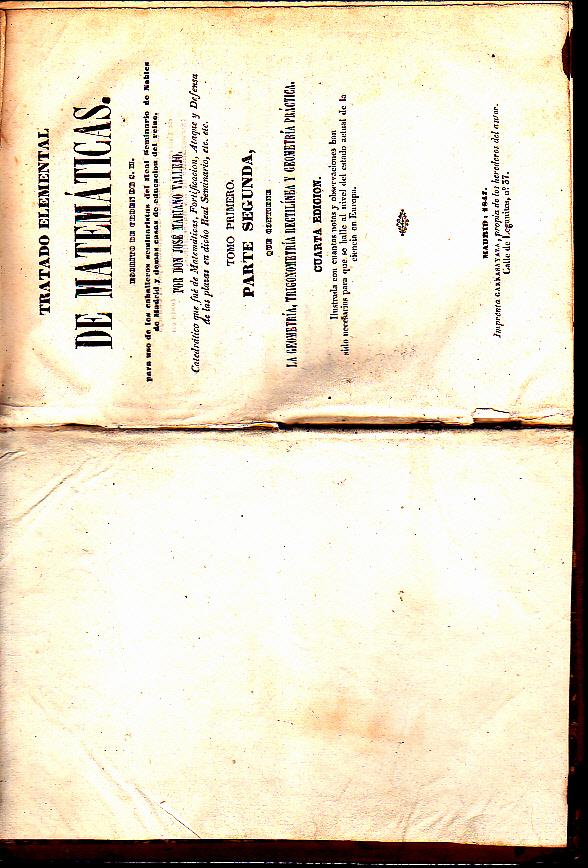 TRATADO ELEMENTAL
DE MATEMÁTICAS.
ESCRITO DE ORDEN DE S. M.
para uso de los caballeros seminaristas del Real Seminario de Nobles
de Madrid y demas casas de educacion del reino,
POR DON JOSÉ MARIANO VALLEJO,
Catedrático que fué de Matemáticas, Fortificacion, Ataque y Defensa
de las plazas en dicho Real Seminario, etc. etc. etc.
TOMO PRIMERO.
PARTE SEGUNDA,
QUE CONTIENE
LA GEOMETRÍA, TRIGONOMETRÍA RECTILÍNEA Y GEOMETRÍA PRÁCTICA.
CUARTA EDICION.
Ilustrada con cuantas notas y observaciones han
sido necesarias para que se halle al nivel del estado actual de la
ciencia en Europa.
MADRID:
Imprenta GARRASAYAZA, propia de los herederos del autor.
Calle de Segonitos, nº 37.